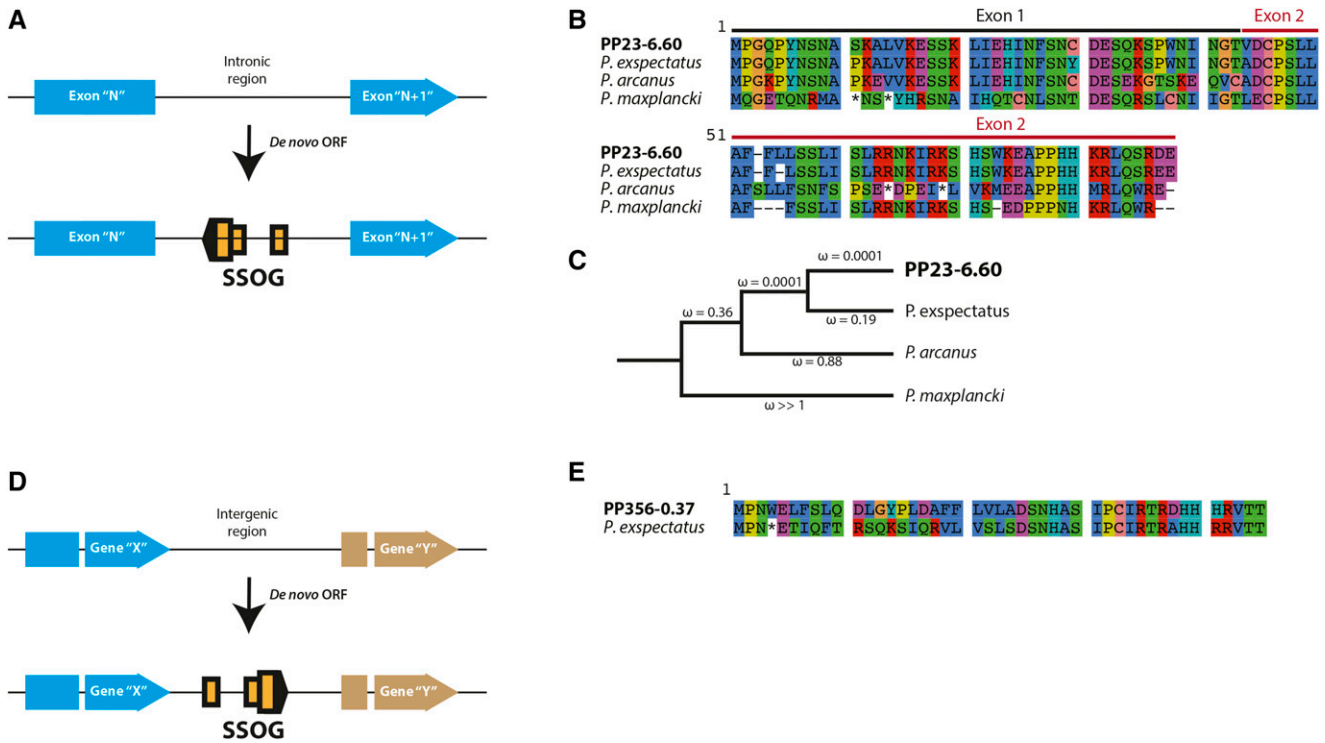 A
Intronic
region
Exon "N"
Exon "N+1"
De novo ORF
Exon "N"
Exon "N+1"
SSOG
B
Exon 1
Exon 2
1
PP23-6.60 MPGQPYNSNA SKALVKESSK LIEHINFSNC DESQKSPWNI NGTVDCPSLL
P. exspectatus MPGQPYNSNA PKALVKESSK LIEHINFSNY DESQKSPWNI NGTADCPSLL
P. arcanus MPGKPYNSNA PKEVVKESSK LIEHINFSNC DESEKGTSKE QVCADCPSLL
P. maxplancki MQGETQNRMA *NS*YHRSNA IHQTCNLSNT DESQRSLCNI IGTLECPSLL
Exon 2
51
PP23-6.60 AF-FLLSSLI SLRRNKIRKS HSWKEAPPHH KRLQSRDE
P. exspectatus AF-F-LSSLI SLRRNKIRKS HSWKEAPPHH KRLQSREE
P. arcanus AFSLLFSNFS PSE*DPEI*L VKMEEAPPHH MRLQWRE-
P. maxplancki AF---FSSLI SLRRNKIRKS HS-EDPPPNH KRLQWR--
C
ω = 0.0001
PP23-6.60
ω = 0.0001
ω = 0.36
P. exspectatus
ω = 0.19
P. arcanus
ω = 0.88
P. maxplancki
ω >> 1
D
Intergenic
region
Gene "X"
Gene "Y"
De novo ORF
Gene "X"
Gene "Y"
SSOG
E
1
PP356-0.37 MPNWELFSLQ DLGYPLDAFF LVLADSNHAS IPCIRTRDHH HRVTT
P. exspectatus MPN*ETIQFT RSQKSIQRVL VSLSDSNHAS IPCIRTRAHH RRVTT